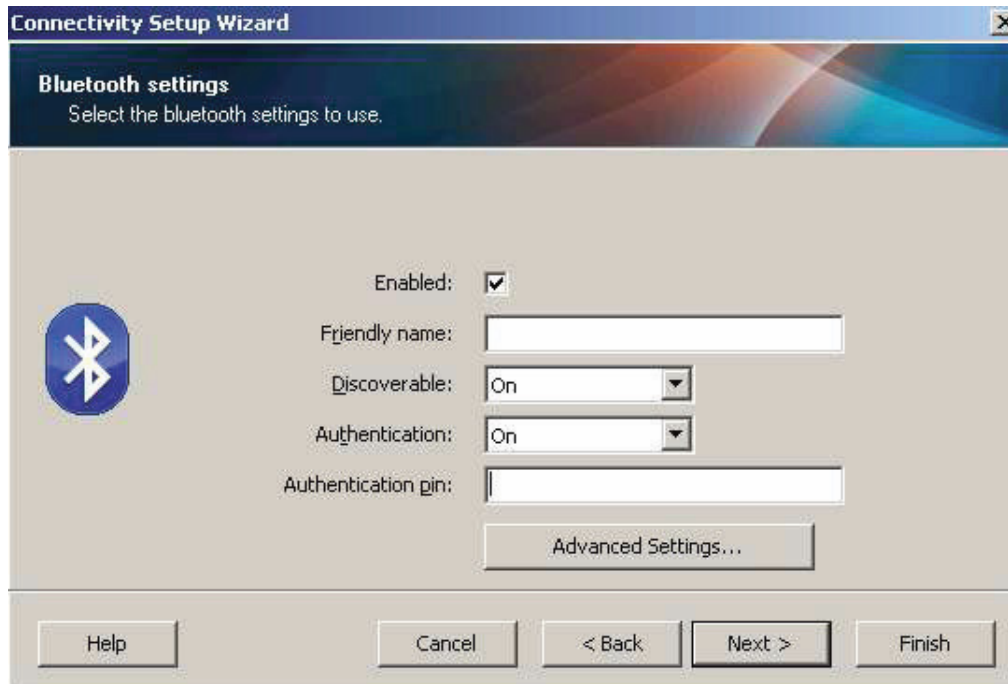 Connectivity Setup Wizard
Bluetooth settings
Select the bluetooth settings to use.
Enabled:
Friendly name:
Discoverable: On
Authentication: On
Authentication pin:
Advanced Settings...
Help Cancel < Back Next > Finish